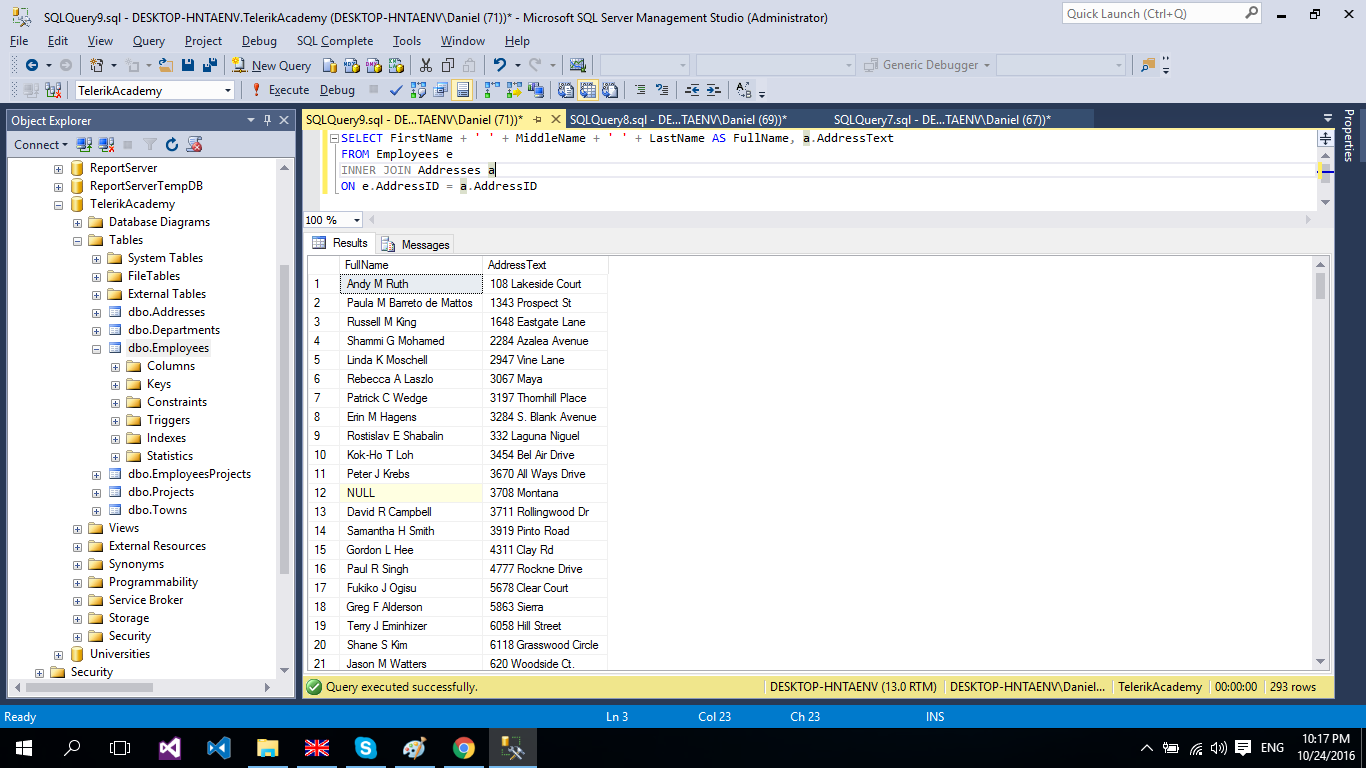 SQLQuery9.sql - DESKTOP-HNTAENV.TelerikAcademy (DESKTOP-HNTAENV\Daniel (71))* - Microsoft SQL Server Management Studio (Administrator)
Quick Launch (Ctrl+Q)
File Edit View Query Project Debug SQL Complete Tools Window Help
New Query
Generic Debugger
TelerikAcademy
Execute Debug
Object Explorer
SQLQuery9.sql - DE...TAENV\Daniel (71))*
SQLQuery8.sql - DE...TAENV\Daniel (69))*
SQLQuery7.sql - DE...TAENV\Daniel (67))*
Properties
Connect
ReportServer
ReportServerTempDB
TelerikAcademy
Database Diagrams
Tables
System Tables
FileTables
External Tables
dbo.Addresses
dbo.Departments
dbo.Employees
Columns
Keys
Constraints
Triggers
Indexes
Statistics
dbo.EmployeesProjects
dbo.Projects
dbo.Towns
Views
External Resources
Synonyms
Programmability
Service Broker
Storage
Security
Universities
Security
SELECT FirstName + ' ' + MiddleName + ' ' + LastName AS FullName, a.AddressText
FROM Employees e
INNER JOIN Addresses a
ON e.AddressID = a.AddressID
100 %
Results Messages
FullName AddressText
1 Andy M Ruth 108 Lakeside Court
2 Paula M Barreto de Mattos 1343 Prospect St
3 Russell M King 1648 Eastgate Lane
4 Shammi G Mohamed 2284 Azalea Avenue
5 Linda K Moschell 2947 Vine Lane
6 Rebecca A Laszlo 3067 Maya
7 Patrick C Wedge 3197 Thornhill Place
8 Erin M Hagens 3284 S. Blank Avenue
9 Rostislav E Shabalin 332 Laguna Niguel
10 Kok-Ho T Loh 3454 Bel Air Drive
11 Peter J Krebs 3670 All Ways Drive
12 NULL 3708 Montana
13 David R Campbell 3711 Rollingwood Dr
14 Samantha H Smith 3919 Pinto Road
15 Gordon L Hee 4311 Clay Rd
16 Paul R Singh 4777 Rockne Drive
17 Fukiko J Ogisu 5678 Clear Court
18 Greg F Alderson 5863 Sierra
19 Terry J Eminhizer 6058 Hill Street
20 Shane S Kim 6118 Grasswood Circle
21 Jason M Watters 620 Woodside Ct.
Query executed successfully.
DESKTOP-HNTAENV (13.0 RTM) DESKTOP-HNTAENV\Daniel... TelerikAcademy 00:00:00 293 rows
Ready Ln 3 Col 23 Ch 23 INS
ENG
10:17 PM
10/24/2016